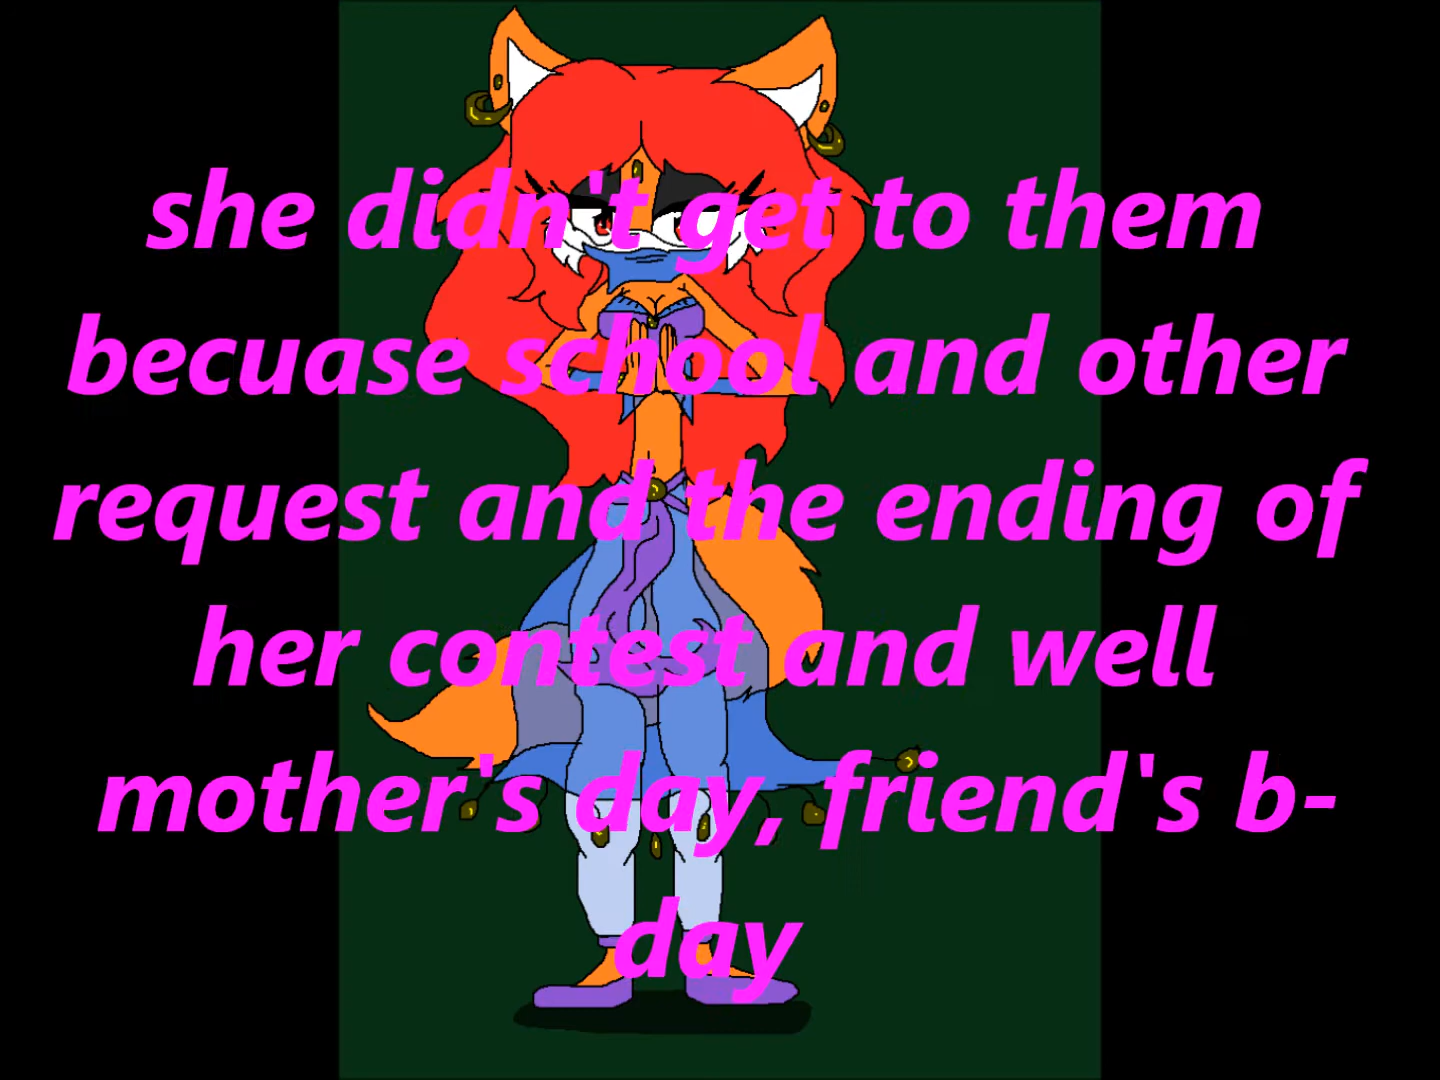 she didn't get to them
becuase school and other
request and the ending of
her contest and well
mother's day, friend's b-
day